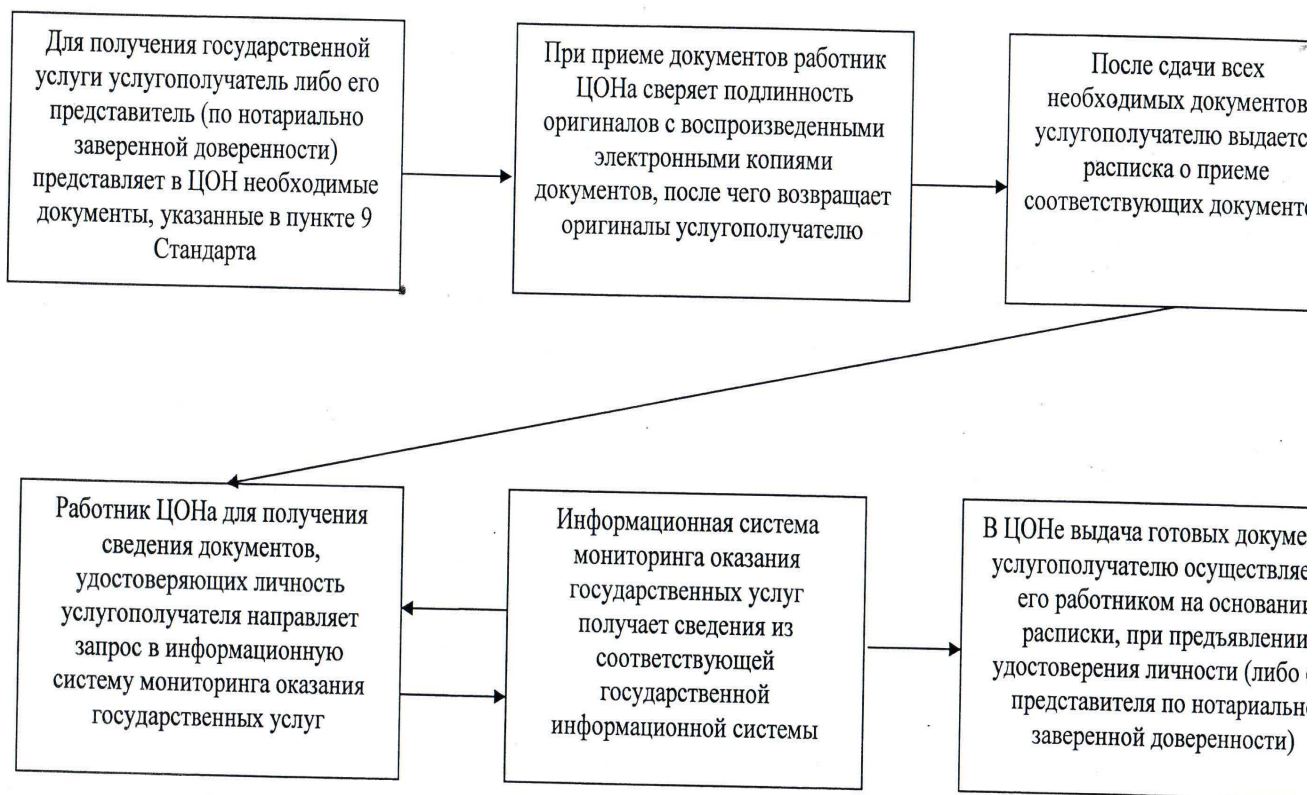 Для получения государственной
услуги услугополучатель либо его
представитель (по нотариально
заверенной доверенности)
представляет в ЦОН необходимые
документы, указанные в пункте 9
Стандарта
При приеме документов работник
ЦОНа сверяет подлинность
оригиналов с воспроизведенными
электронными копиями
документов, после чего возвращает
оригиналы услугополучателю
После сдачи всех
необходимых документов
услугополучателю
расписка о приеме
соответствующих
Работник ЦОНа для получения
сведения документов,
удостоверяющих личность
услугополучателя направляет
запрос в информационную
систему мониторинга оказания
государственных услуг
Информационная система
мониторинга оказания
государственных услуг
получает сведения из
соответствующей
государственной
информационной системы
В ЦОНе выдача готовых
услугополучателю
его работником на основании
расписки, при предъявлении
удостоверения личности (либо
представителя по
заверенной доверенности)